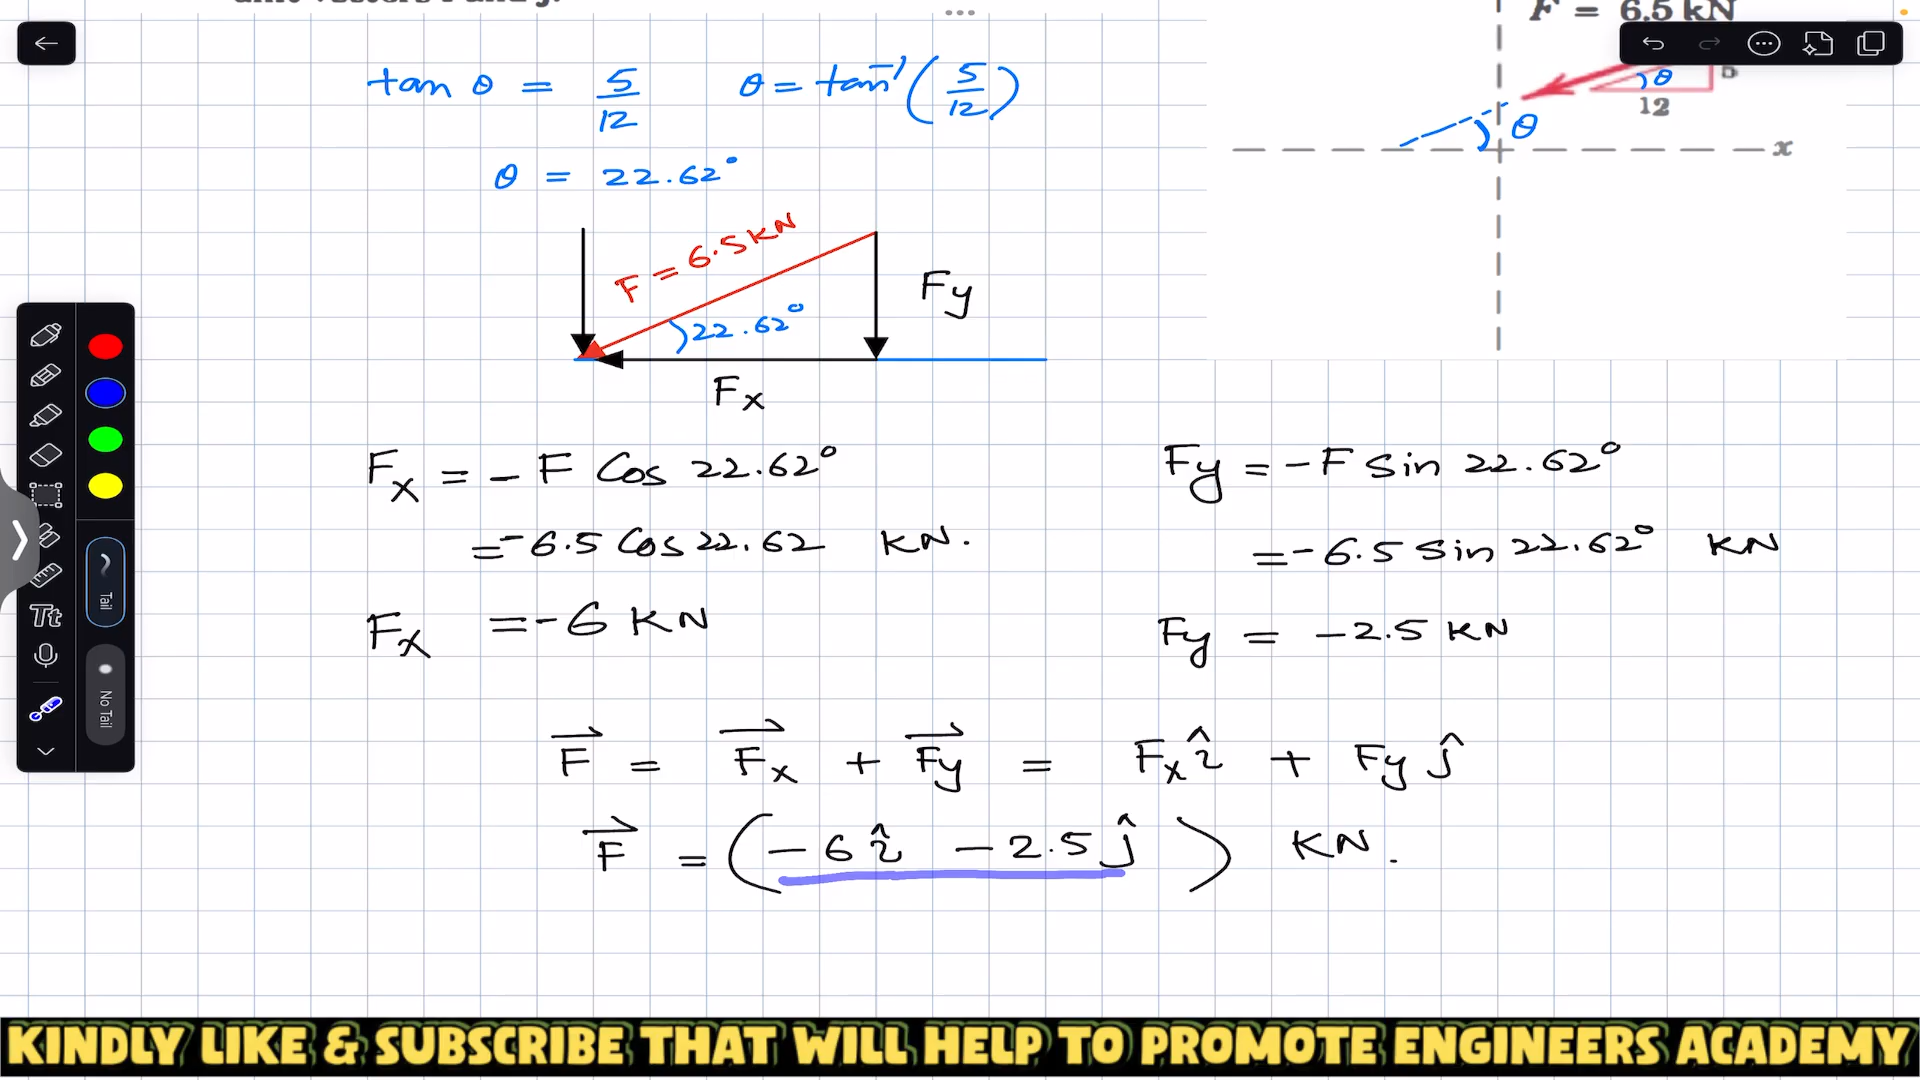 F = 6.5 kN
tan θ = 5/12 θ = tan⁻¹(5/12)
θ
5
12
θ
x
θ = 22.62°
F = 6.5 KN
Fy
22.62°
Fx
Fx = - F Cos 22.62°
Fy = - F Sin 22.62°
= -6.5 Cos 22.62 KN.
= -6.5 Sin 22.62° KN
Fx = -6 KN
Fy = -2.5 KN
Tail
Tt
No Tail
F⃗ = F⃗x + F⃗y = Fx î + Fy ĵ
F⃗ = (-6 î - 2.5 ĵ) KN.
KINDLY LIKE & SUBSCRIBE THAT WILL HELP TO PROMOTE ENGINEERS ACADEMY